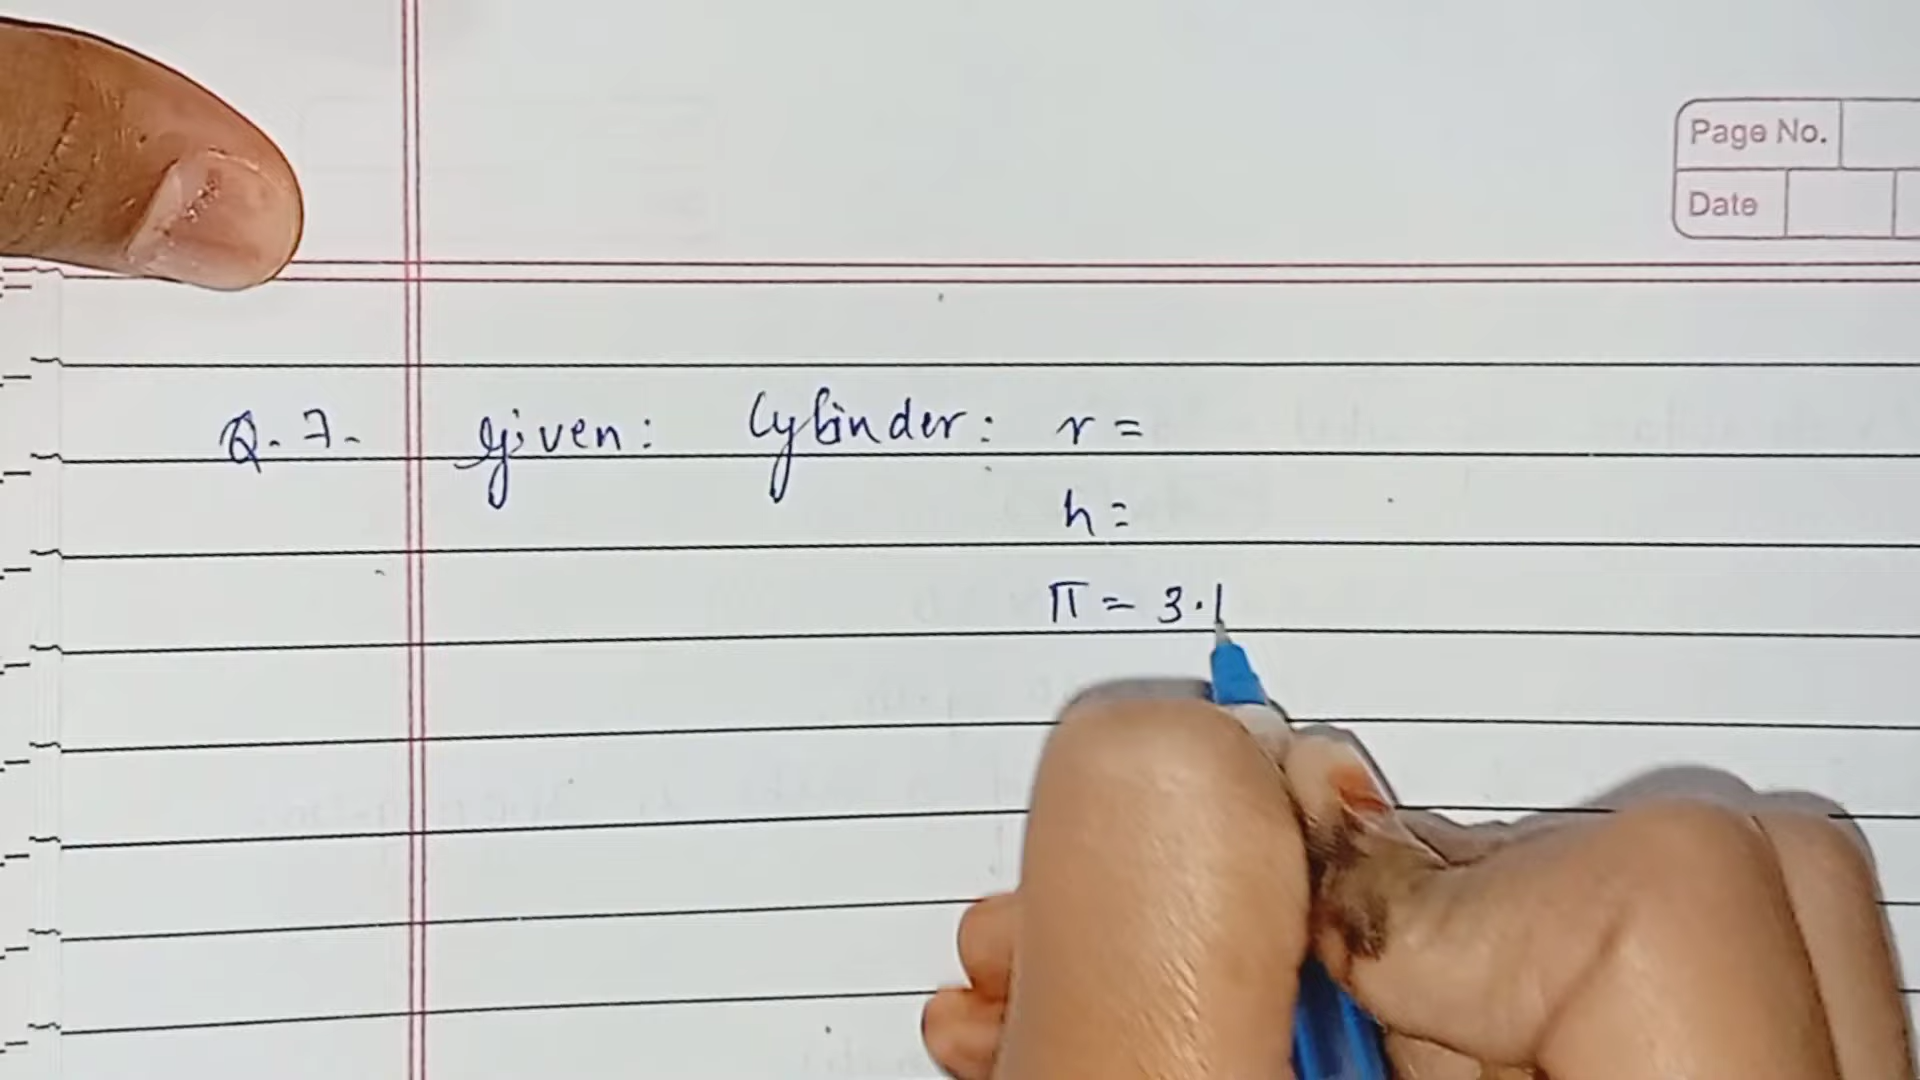 Page No.
Date
Q. 7. Given: Cylinder: r =
h =
π = 3.1